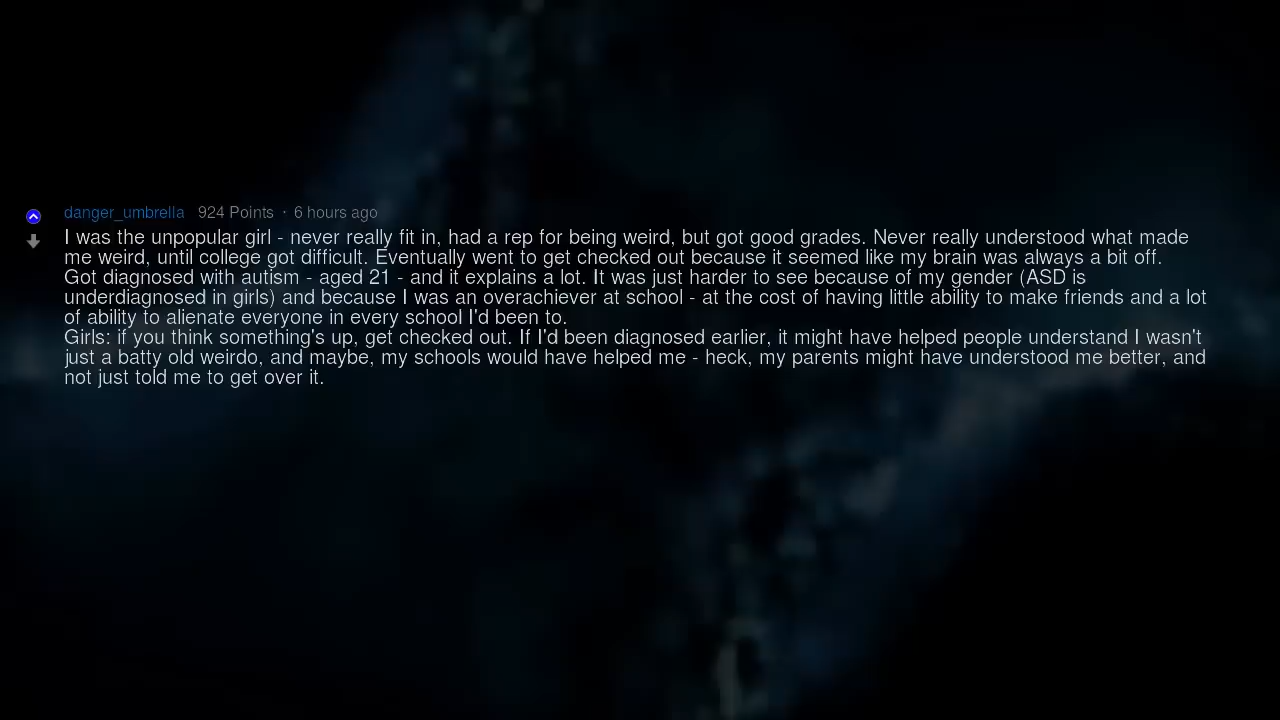 danger_umbrella 924 Points · 6 hours ago
I was the unpopular girl - never really fit in, had a rep for being weird, but got good grades. Never really understood what made
me weird, until college got difficult. Eventually went to get checked out because it seemed like my brain was always a bit off.
Got diagnosed with autism - aged 21 - and it explains a lot. It was just harder to see because of my gender (ASD is
underdiagnosed in girls) and because I was an overachiever at school - at the cost of having little ability to make friends and a lot
of ability to alienate everyone in every school I'd been to.
Girls: if you think something's up, get checked out. If I'd been diagnosed earlier, it might have helped people understand I wasn't
just a batty old weirdo, and maybe, my schools would have helped me - heck, my parents might have understood me better, and
not just told me to get over it.